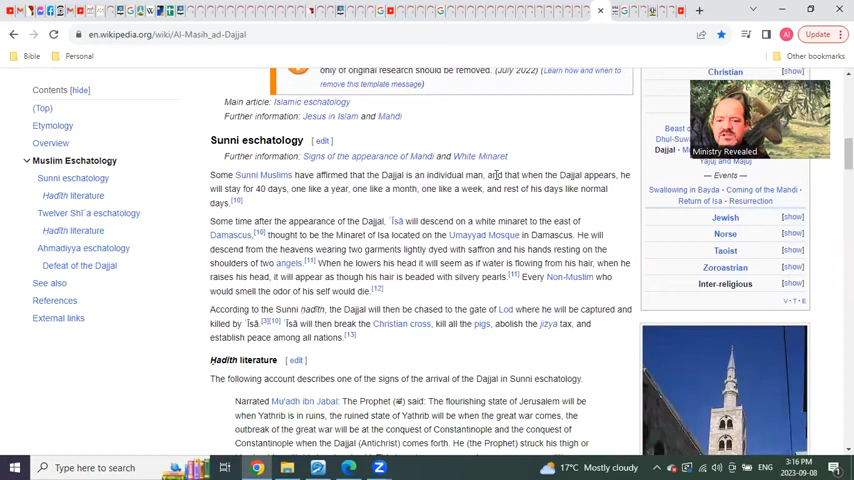 en.wikipedia.org/wiki/Al-Masih_ad-Dajjal
Update
Bible
Personal
Other bookmarks
Contents [hide]
(Top)
Etymology
Overview
Muslim Eschatology
Sunni eschatology
Hadīth literature
Twelver Shī'a eschatology
Hadīth literature
Ahmadiyya eschatology
Defeat of the Dajjal
See also
References
External links
only of original research should be removed. (July 2022) (Learn how and when to
remove this template message)
Main article: Islamic eschatology
Further information: Jesus in Islam and Mahdi
Sunni eschatology [ edit ]
Further information: Signs of the appearance of Mahdi and White Minaret
Some Sunni Muslims have affirmed that the Dajjal is an individual man, and that when the Dajjal appears, he
will stay for 40 days, one like a year, one like a month, one like a week, and rest of his days like normal
days.[10]
Some time after the appearance of the Dajjal, ʿĪsā will descend on a white minaret to the east of
Damascus,[10] thought to be the Minaret of Isa located on the Umayyad Mosque in Damascus. He will
descend from the heavens wearing two garments lightly dyed with saffron and his hands resting on the
shoulders of two angels.[11] When he lowers his head it will seem as if water is flowing from his hair, when he
raises his head, it will appear as though his hair is beaded with silvery pearls.[11] Every Non-Muslim who
would smell the odor of his self would die.[12]
According to the Sunni ḥadīth, the Dajjal will then be chased to the gate of Lod where he will be captured and
killed by ʿĪsā.[3][10] ʿĪsā will then break the Christian cross, kill all the pigs, abolish the jizya tax, and
establish peace among all nations.[13]
Ḥadīth literature [ edit ]
The following account describes one of the signs of the arrival of the Dajjal in Sunni eschatology.
Narrated Mu'adh ibn Jabal: The Prophet (ﷺ) said: The flourishing state of Jerusalem will be
when Yathrib is in ruins, the ruined state of Yathrib will be when the great war comes, the
outbreak of the great war will be at the conquest of Constantinople and the conquest of
Constantinople when the Dajjal (Antichrist) comes forth. He (the Prophet) struck his thigh or
Christian [show]
Beast o
Dhul-Suw
Dajjal
Yajuj and Majuj
Ministry Revealed
Events
Swallowing in Bayda · Coming of the Mahdi ·
Return of Isa · Resurrection
Jewish [show]
Norse [show]
Taoist [show]
Zoroastrian [show]
Inter-religious [show]
V · T · E
Type here to search
17°C Mostly cloudy
ENG
3:16 PM
2023-09-08